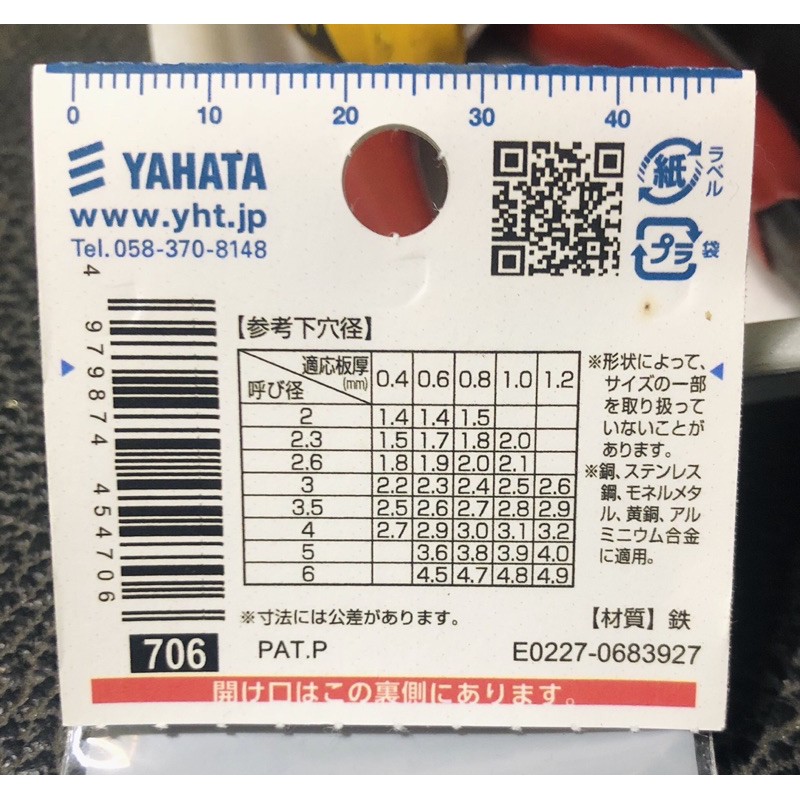 0 10 20 30 40
YAHATA
www.yht.jp
Tel.058-370-8148
紙
ラベル
プラ
袋
4 979874 454706
【参考下穴径】
適応板厚(mm) 0.4 0.6 0.8 1.0 1.2
呼び径
2 1.4 1.4 1.5
2.3 1.5 1.7 1.8 2.0
2.6 1.8 1.9 2.0 2.1
3 2.2 2.3 2.4 2.5 2.6
3.5 2.5 2.6 2.7 2.8 2.9
4 2.7 2.9 3.0 3.1 3.2
5 3.6 3.8 3.9 4.0
6 4.5 4.7 4.8 4.9
※形状によって、
サイズの一部
を取り扱って
いないことが
あります。
※銅、ステンレス
鋼、モネルメタ
ル、黄銅、アル
ミニウム合金
に適用。
※寸法には公差があります。
【材質】鉄
706
PAT.P
E0227-0683927
開け口はこの裏側にあります。